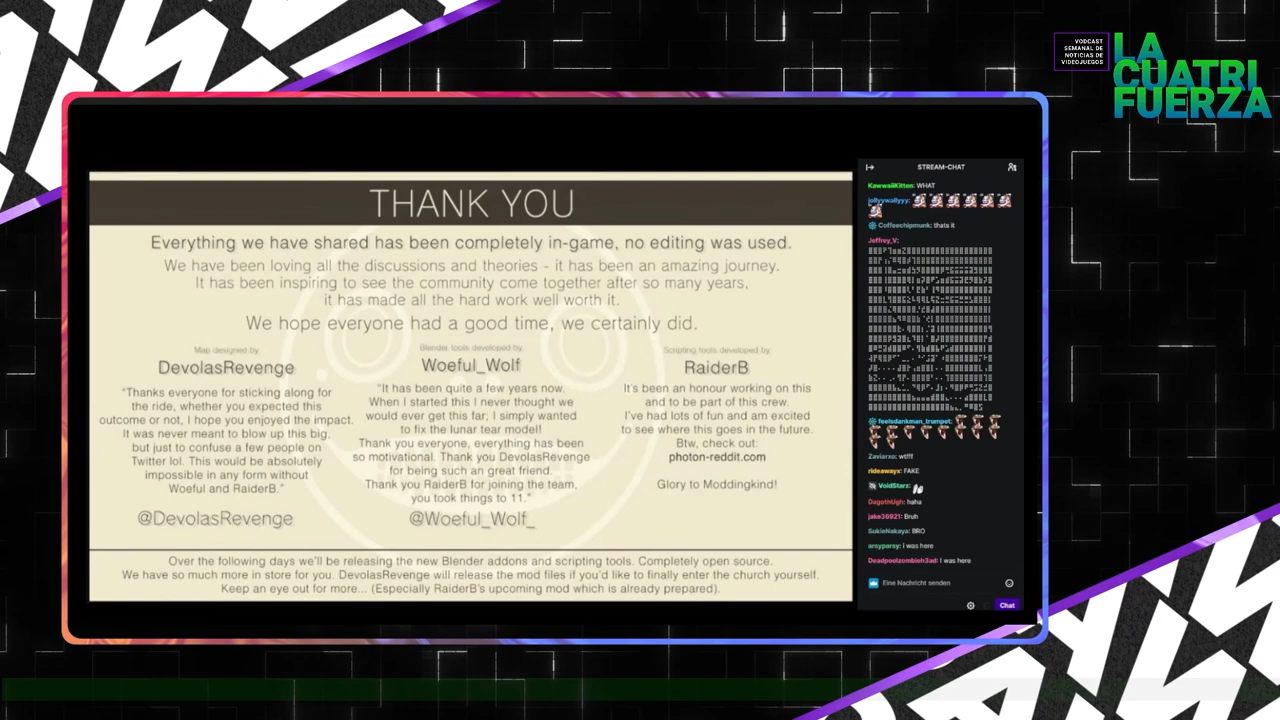 VODCAST
SEMANAL DE
NOTICIAS DE
VIDEOJUEGOS
LA
CUATRI
FUERZA
THANK YOU
Everything we have shared has been completely in-game, no editing was used.
We have been loving all the discussions and theories - it has been an amazing journey.
It has been inspiring to see the community come together after so many years,
it has made all the hard work well worth it.
We hope everyone had a good time, we certainly did.
Map designed by
DevolasRevenge
"Thanks everyone for sticking along for
the ride, whether you expected this
outcome or not, I hope you enjoyed the impact.
It was never meant to blow up this big,
but just to confuse a few people on
Twitter lol. This would be absolutely
impossible in any form without
Woeful and RaiderB."
@DevolasRevenge
Blender tools developed by
Woeful_Wolf
"It has been quite a few years now.
When I started this I never thought we
would ever get this far; I simply wanted
to fix the lunar tear model!
Thank you everyone, everything has been
so motivational. Thank you DevolasRevenge
for being such an great friend.
Thank you RaiderB for joining the team,
you took things to 11."
@Woeful_Wolf_
Scripting tools developed by
RaiderB
It's been an honour working on this
and to be part of this crew.
I've had lots of fun and am excited
to see where this goes in the future.
Btw, check out:
photon-reddit.com
Glory to Moddingkind!
Over the following days we'll be releasing the new Blender addons and scripting tools. Completely open source.
We have so much more in store for you. DevolasRevenge will release the mod files if you'd like to finally enter the church yourself.
Keep an eye out for more... (Especially RaiderB's upcoming mod which is already prepared).
STREAM-CHAT
KawwaiiKitten: WHAT
jollyywallyyy:
Coffeechipmunk: thats it
Jeffrey_V:
feelsdankman_trumpet:
Zaviarxo: wtfff
rideaways: FAKE
VoidStarz:
DagothUgh: haha
jake36921: Bruh
SukieNakaya: BRO
arsyparsy: i was here
Deadpoelzombieh3ad: I was here
Eine Nachricht senden
Chat